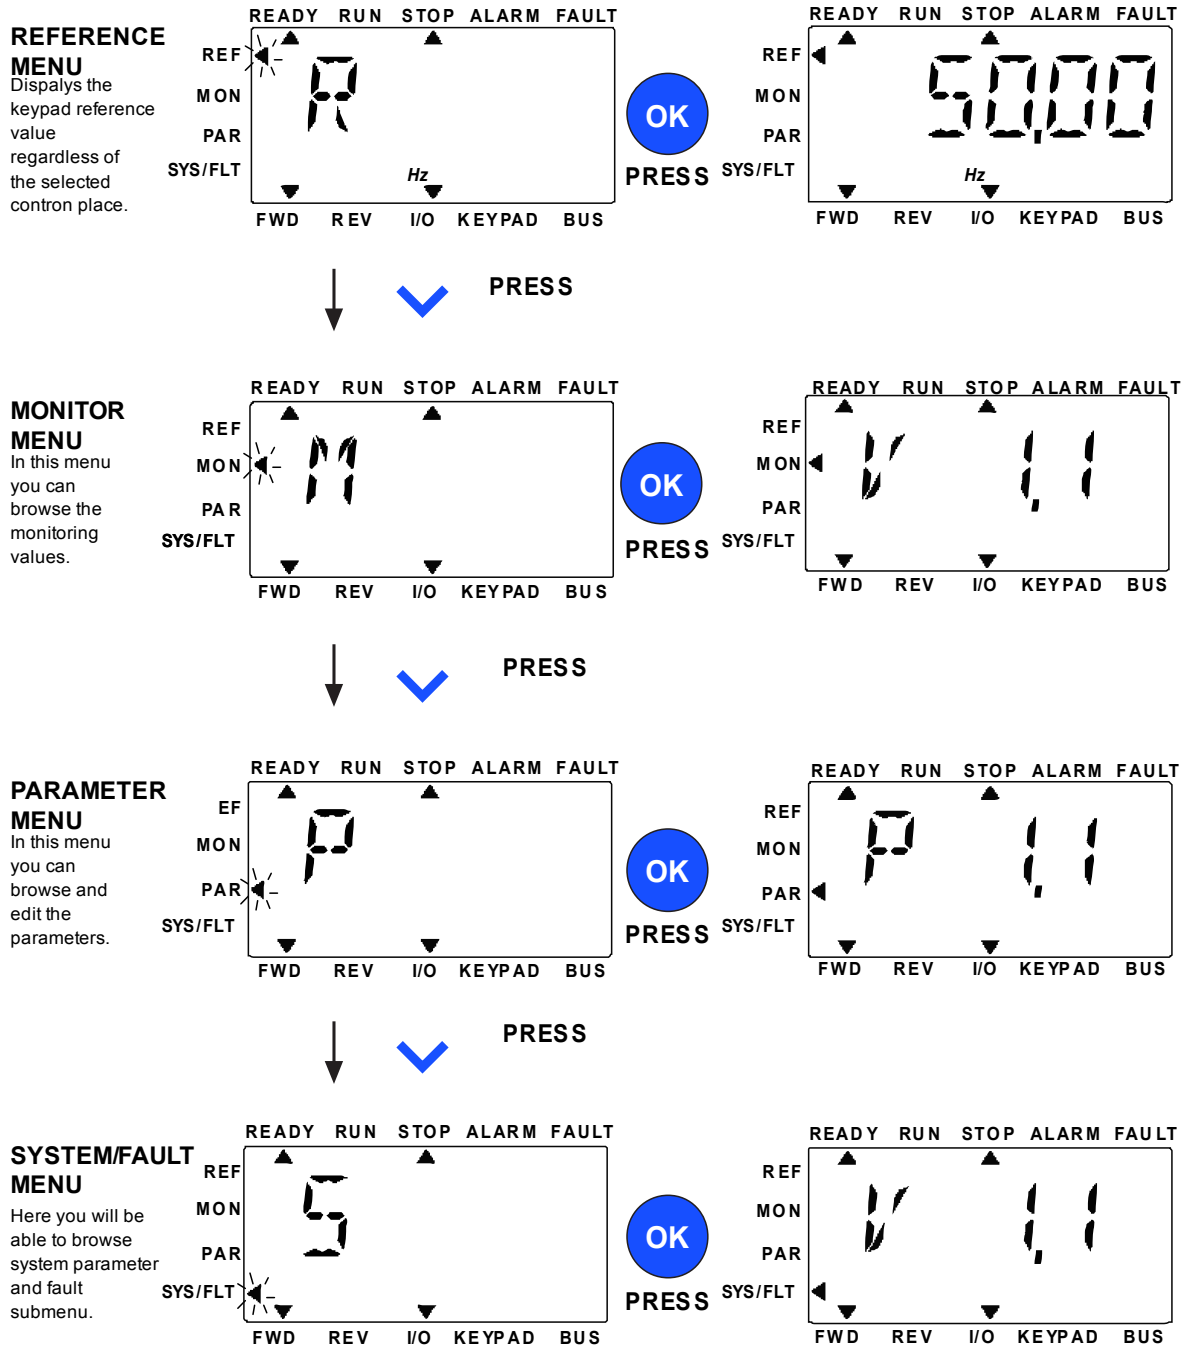 READY RUN STOP ALARM FAULT
READY RUN STOP ALARM FAULT
REFERENCE
MENU
Dispalys the
keypad reference
value
regardless of
the selected
contron place.
REF
MON
PAR
SYS/FLT
R
Hz
FWD REV I/O KEYPAD BUS
OK
PRESS
REF
MON
PAR
SYS/FLT
50,00
Hz
FWD REV I/O KEYPAD BUS
PRESS
READY RUN STOP ALARM FAULT
READY RUN STOP ALARM FAULT
MONITOR
MENU
In this menu
you can
browse the
monitoring
values.
REF
MON
PAR
SYS/FLT
M
FWD REV I/O KEYPAD BUS
OK
PRESS
REF
MON
PAR
SYS/FLT
V 1,1
FWD REV I/O KEYPAD BUS
PRESS
READY RUN STOP ALARM FAULT
READY RUN STOP ALARM FAULT
PARAMETER
MENU
In this menu
you can
browse and
edit the
parameters.
EF
MON
PAR
SYS/FLT
P
FWD REV I/O KEYPAD BUS
OK
PRESS
REF
MON
PAR
SYS/FLT
P 1,1
FWD REV I/O KEYPAD BUS
PRESS
READY RUN STOP ALARM FAULT
READY RUN STOP ALARM FAULT
SYSTEM/FAULT
MENU
Here you will be
able to browse
system parameter
and fault
submenu.
REF
MON
PAR
SYS/FLT
S
FWD REV I/O KEYPAD BUS
OK
PRESS
REF
MON
PAR
SYS/FLT
V 1,1
FWD REV I/O KEYPAD BUS